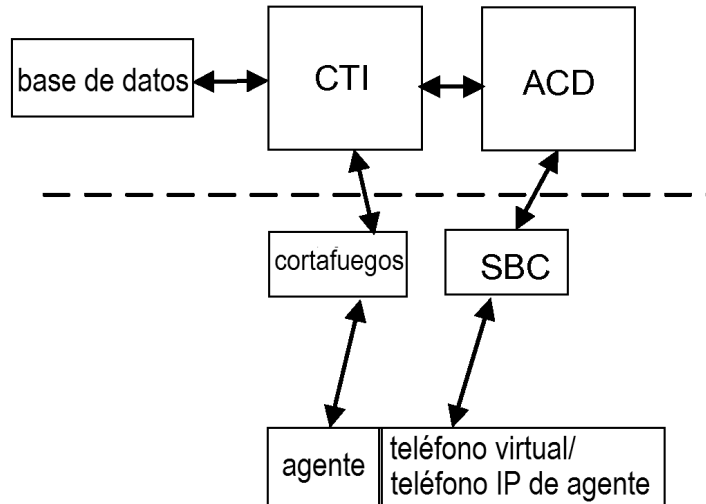 base de datos
CTI
ACD
cortafuegos
SBC
agente
teléfono virtual/
teléfono IP de agente